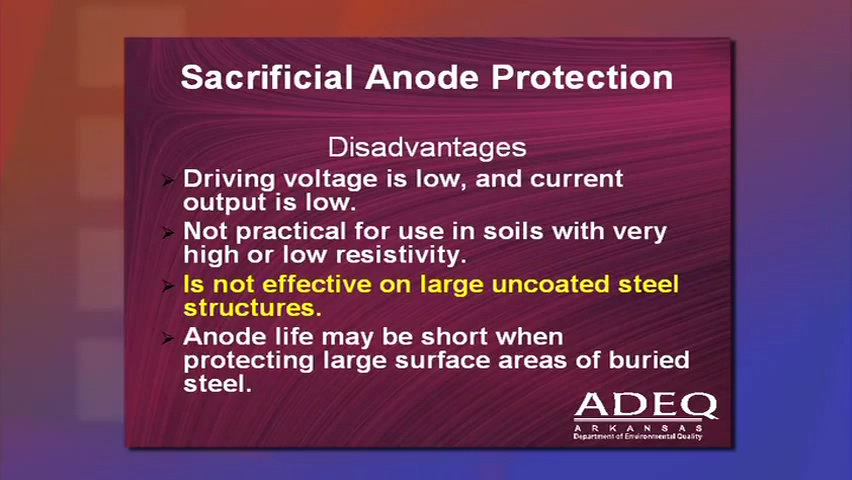 Sacrificial Anode Protection
Disadvantages
Driving voltage is low, and current
output is low.
Not practical for use in soils with very
high or low resistivity.
Is not effective on large uncoated steel
structures.
Anode life may be short when
protecting large surface areas of buried
steel.
ADEQ
ARKANSAS
Department of Environmental Quality